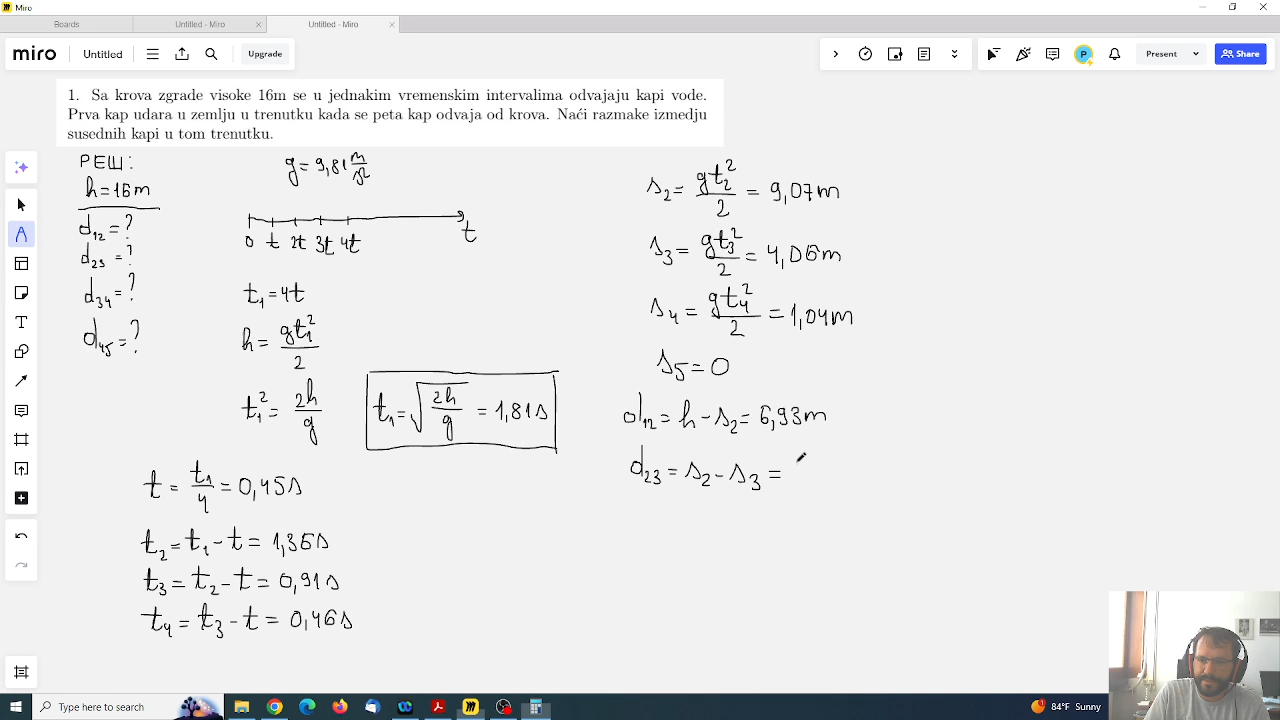 Miro
Boards
Untitled - Miro
Untitled - Miro
miro
Untitled
Upgrade
P
Present
Share
1. Sa krova zgrade visoke 16m se u jednakim vremenskim intervalima odvajaju kapi vode.
Prva kap udara u zemlju u trenutku kada se peta kap odvaja od krova. Naći razmake izmedju
susednih kapi u tom trenutku.
РЕШ:
h=16m
d₁₂=?
d₂₃=?
d₃₄=?
d₄₅=?
g=9,81 m/s²
0 t 2t 3t 4t t
t₁=4t
h= gt₁²/2
t₁²= 2h/g
t₁= √(2h/g) = 1,81s
t= t₁/4 = 0,45s
t₂=t₁-t= 1,36s
t₃=t₂-t= 0,91s
t₄=t₃-t= 0,46s
s₂= gt₂²/2 = 9,07m
s₃= gt₃²/2 = 4,06m
s₄= gt₄²/2 = 1,04m
s₅=0
d₁₂=h-s₂=6,93m
d₂₃=s₂-s₃=
Type here to search
84°F Sunny